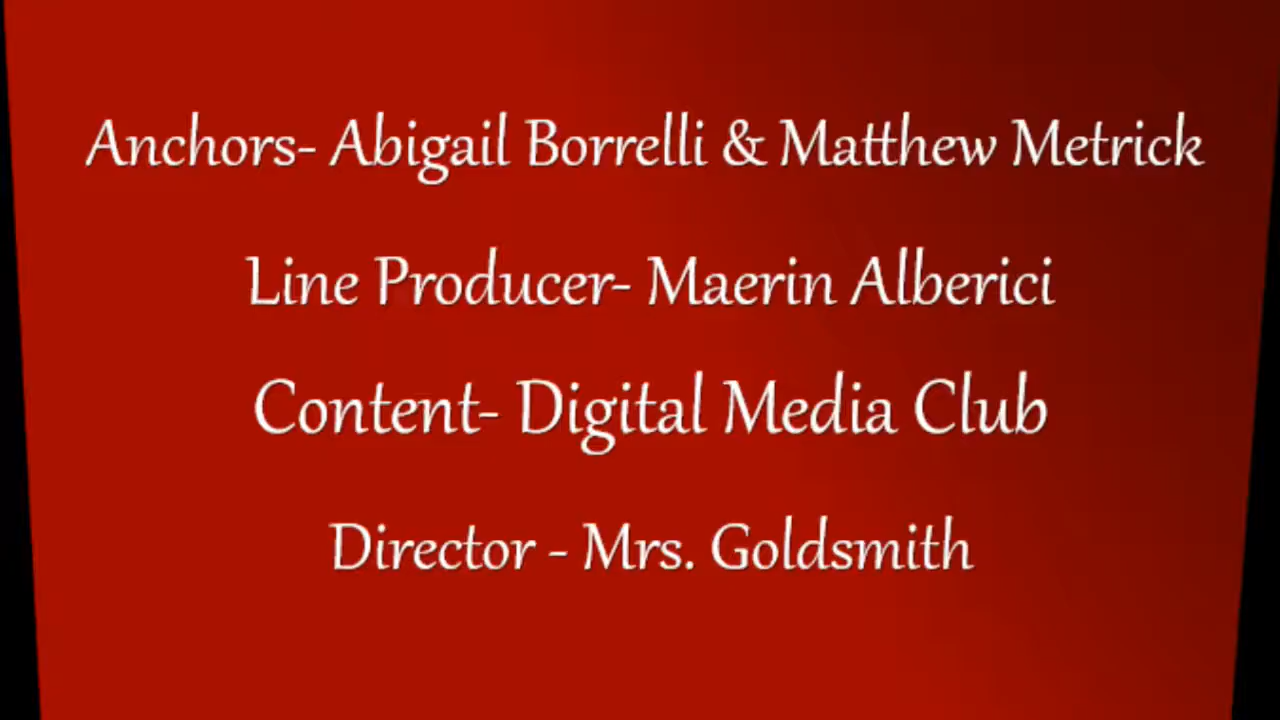 Anchors- Abigail Borrelli & Matthew Metrick
Line Producer- Maerin Alberici
Content- Digital Media Club
Director - Mrs. Goldsmith